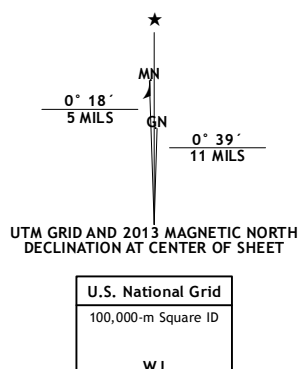 MN
0° 18´
5 MILS
GN
0° 39´
11 MILS
UTM GRID AND 2013 MAGNETIC NORTH
DECLINATION AT CENTER OF SHEET
U.S. National Grid
100,000-m Square ID